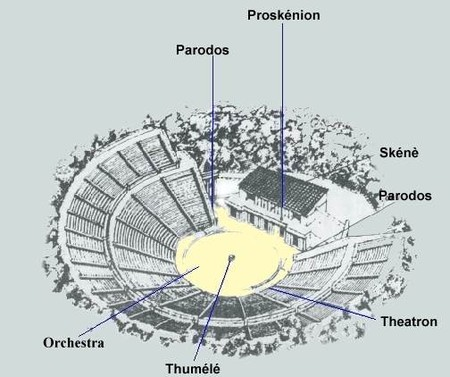 Proskénion
Parodos
Skénè
Parodos
Theatron
Orchestra
Thumélé